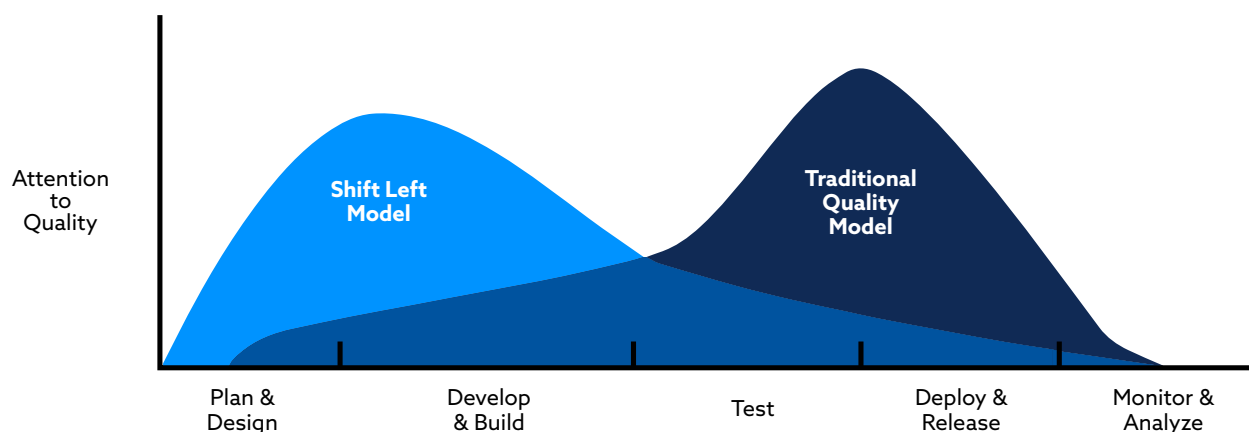 Attention
to
Quality
Shift Left
Model
Traditional
Quality
Model
Plan &
Design
Develop
& Build
Test
Deploy &
Release
Monitor &
Analyze